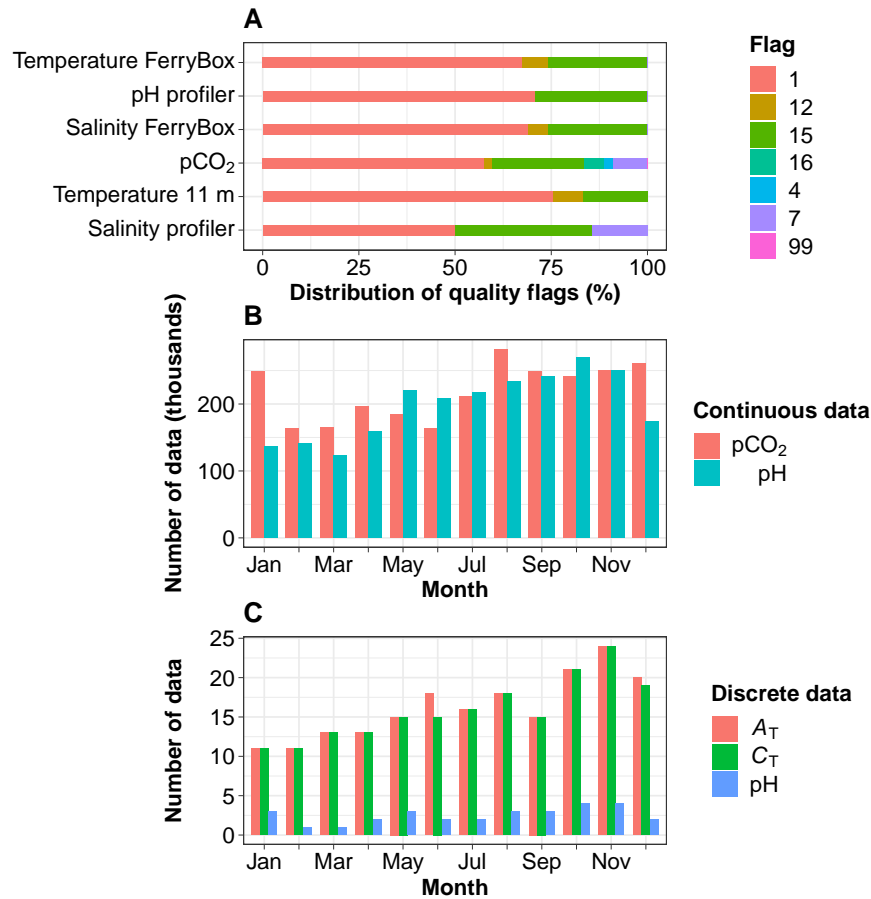 A
Temperature FerryBox
pH profiler
Salinity FerryBox
pCO₂
Temperature 11 m
Salinity profiler
0 25 50 75 100
Distribution of quality flags (%)
Flag
1
12
15
16
4
7
99
B
Number of data (thousands)
200
100
0
Jan Mar May Jul Sep Nov
Month
Continuous data
pCO₂
pH
C
Number of data
25
20
15
10
5
0
Jan Mar May Jul Sep Nov
Month
Discrete data
A_T
C_T
pH